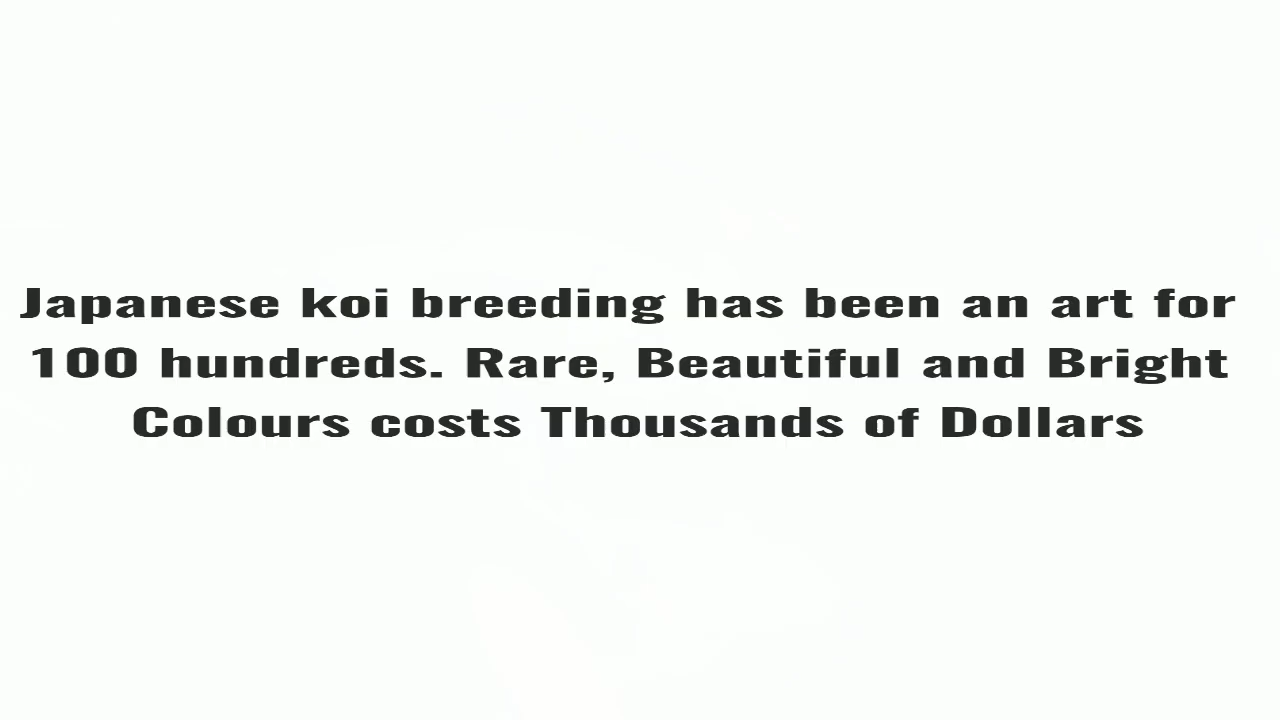 Japanese koi breeding has been an art for
100 hundreds. Rare, Beautiful and Bright
Colours costs Thousands of Dollars